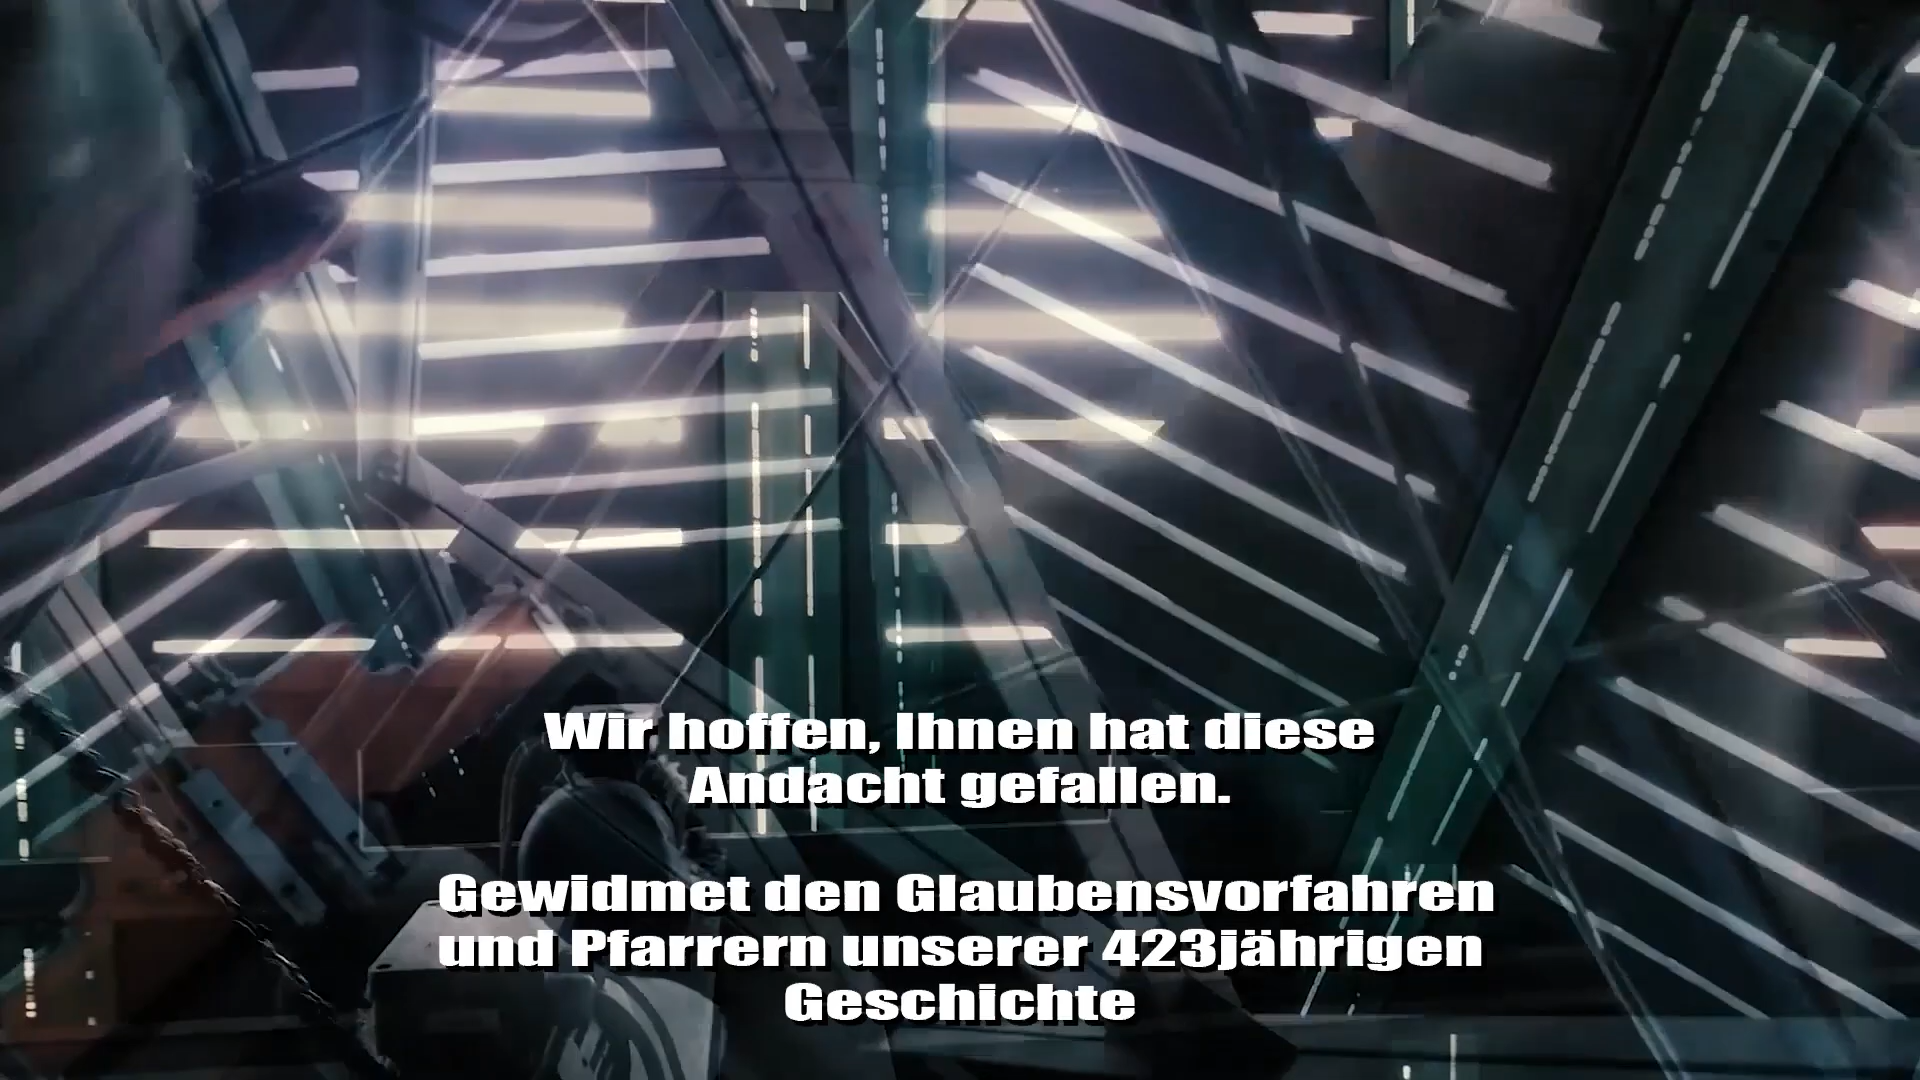 Wir hoffen, Ihnen hat diese
Andacht gefallen.
Gewidmet den Glaubensvorfahren
und Pfarrern unserer 423jährigen
Geschichte